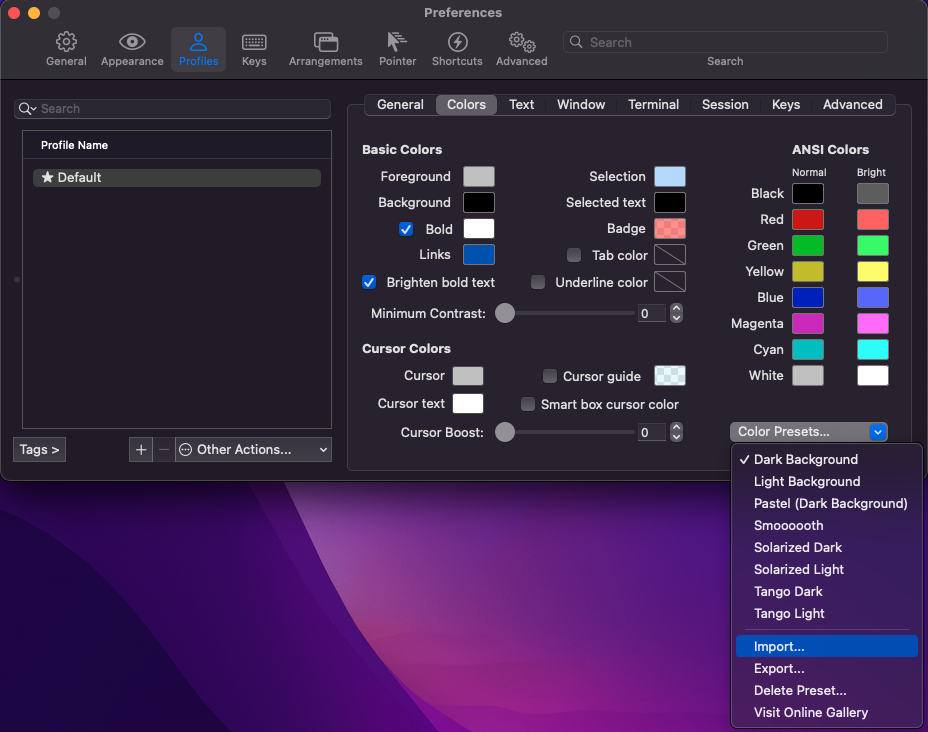 Preferences
General Appearance Profiles Keys Arrangements Pointer Shortcuts Advanced
Search
Search
Search
Profile Name
Default
Tags >
Other Actions...
General Colors Text Window Terminal Session Keys Advanced
Basic Colors
Foreground
Background
Bold
Links
Brighten bold text
Selection
Selected text
Badge
Tab color
Underline color
Minimum Contrast: 0
Cursor Colors
Cursor
Cursor text
Cursor guide
Smart box cursor color
Cursor Boost: 0
ANSI Colors
Normal Bright
Black
Red
Green
Yellow
Blue
Magenta
Cyan
White
Color Presets...
✓ Dark Background
Light Background
Pastel (Dark Background)
Smoooooth
Solarized Dark
Solarized Light
Tango Dark
Tango Light
Import...
Export...
Delete Preset...
Visit Online Gallery